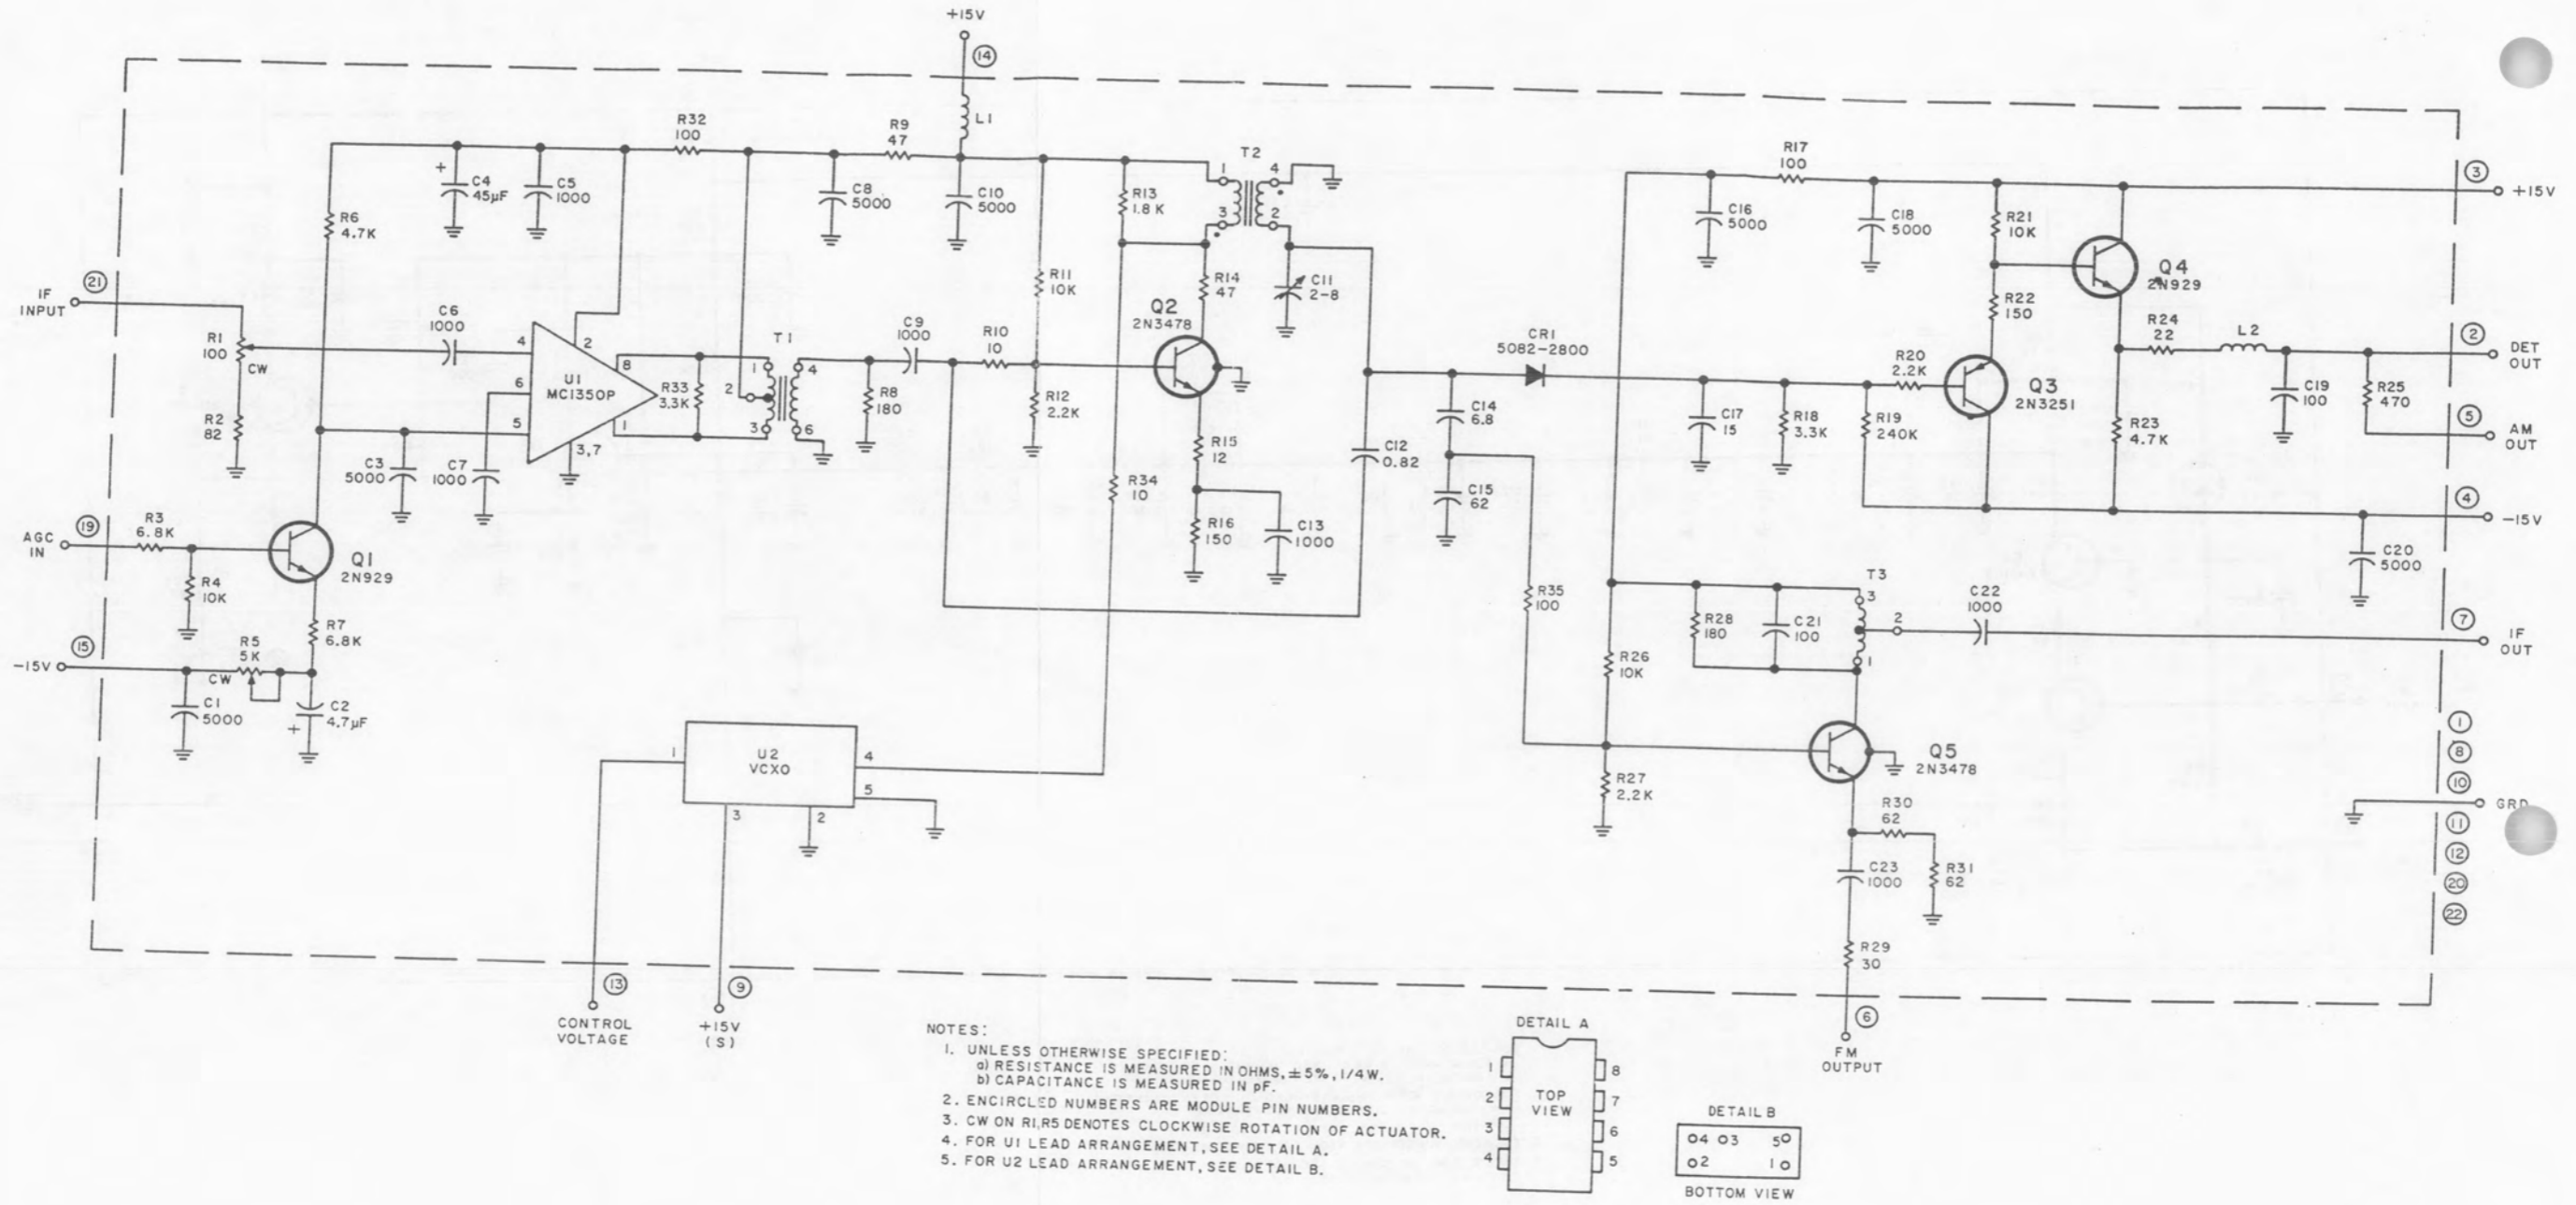 +15V
14
L1
R32
100
R9
47
C4
45µF
+
C5
1000
C8
5000
C10
5000
R6
4.7K
R13
1.8 K
T2
1
4
3
2
R11
10K
R14
47
C11
2-8
R17
100
C16
5000
C18
5000
R21
10K
3
+15V
Q4
2N929
R22
150
21
IF
INPUT
R1
100
CW
R2
82
C6
1000
4
2
6
5
8
1
3,7
U1
MC1350P
R33
3.3K
T1
1
2
3
4
6
R8
180
C9
1000
R10
10
R12
2.2K
Q2
2N3478
CR1
5082-2800
R20
2.2K
Q3
2N3251
R24
22
L2
2
DET
OUT
C19
100
R25
470
5
AM
OUT
C3
5000
C7
1000
R15
12
R16
150
C13
1000
C12
0.82
C14
6.8
C15
62
C17
15
R18
3.3K
R19
240K
R23
4.7K
4
-15V
C20
5000
19
AGC
IN
R3
6.8K
R4
10K
Q1
2N929
R34
10
R7
6.8K
15
-15V
R5
5K
CW
C1
5000
C2
4.7µF
+
R35
100
R26
10K
R28
180
C21
100
T3
3
2
1
C22
1000
7
IF
OUT
U2
VCXO
1
4
5
3
2
R27
2.2K
Q5
2N3478
R30
62
C23
1000
R31
62
R29
30
1
8
10
GRD
11
12
20
22
13
CONTROL
VOLTAGE
9
+15V
(S)
6
FM
OUTPUT
NOTES:
1. UNLESS OTHERWISE SPECIFIED:
a) RESISTANCE IS MEASURED IN OHMS, ±5%, 1/4W.
b) CAPACITANCE IS MEASURED IN pF.
2. ENCIRCLED NUMBERS ARE MODULE PIN NUMBERS.
3. CW ON R1,R5 DENOTES CLOCKWISE ROTATION OF ACTUATOR.
4. FOR U1 LEAD ARRANGEMENT, SEE DETAIL A.
5. FOR U2 LEAD ARRANGEMENT, SEE DETAIL B.
DETAIL A
1
2
3
4
8
7
6
5
TOP
VIEW
DETAIL B
4 3 5
2 1
BOTTOM VIEW